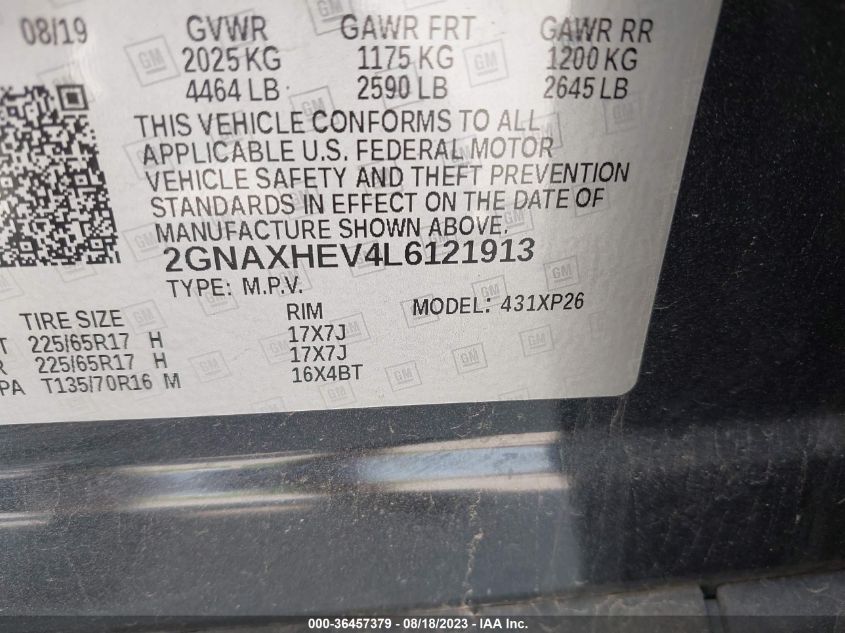 08/19 GVWR GAWR FRT GAWR RR
2025 KG 1175 KG 1200 KG
4464 LB 2590 LB 2645 LB
THIS VEHICLE CONFORMS TO ALL
APPLICABLE U.S. FEDERAL MOTOR
VEHICLE SAFETY AND THEFT PREVENTION
STANDARDS IN EFFECT ON THE DATE OF
MANUFACTURE SHOWN ABOVE.
2GNAXHEV4L6121913
TYPE: M.P.V. MODEL: 431XP26
TIRE SIZE RIM
T 225/65R17 H 17X7J
R 225/65R17 H 17X7J
PA T135/70R16 M 16X4BT
000-36457379 - 08/18/2023 - IAA Inc.